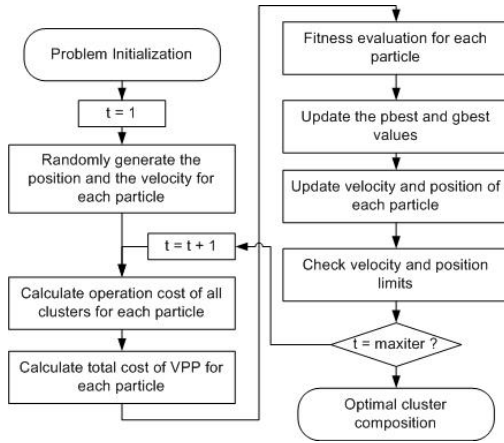 Problem Initialization
t = 1
Randomly generate the
position and the velocity for
each particle
t = t + 1
Calculate operation cost of all
clusters for each particle
Calculate total cost of VPP for
each particle
Fitness evaluation for each
particle
Update the pbest and gbest
values
Update velocity and position of
each particle
Check velocity and position
limits
t = maxiter ?
Optimal cluster
composition